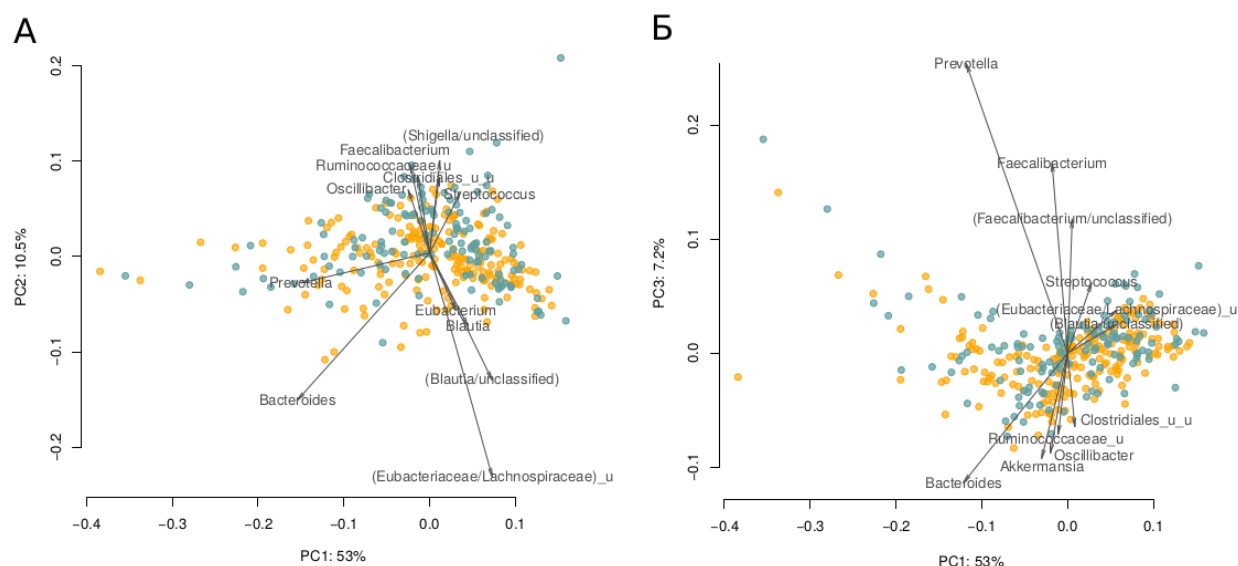 А
Б
0.2
0.1
0.0
−0.1
−0.2
PC2: 10.5%
(Shigella/unclassified)
Faecalibacterium
Ruminococcaceae_u
Clostridiales_u_u
Oscillibacter
Streptococcus
Prevotella
Eubacterium
Blautia
(Blautia/unclassified)
Bacteroides
(Eubacteriaceae/Lachnospiraceae)_u
−0.4
−0.3
−0.2
−0.1
0.0
0.1
PC1: 53%
0.2
0.1
0.0
−0.1
PC3: 7.2%
Prevotella
Faecalibacterium
(Faecalibacterium/unclassified)
Streptococcus
(Eubacteriaceae/Lachnospiraceae)_u
(Blautia/unclassified)
Clostridiales_u_u
Ruminococcaceae_u
Oscillibacter
Akkermansia
Bacteroides
−0.4
−0.3
−0.2
−0.1
0.0
0.1
PC1: 53%